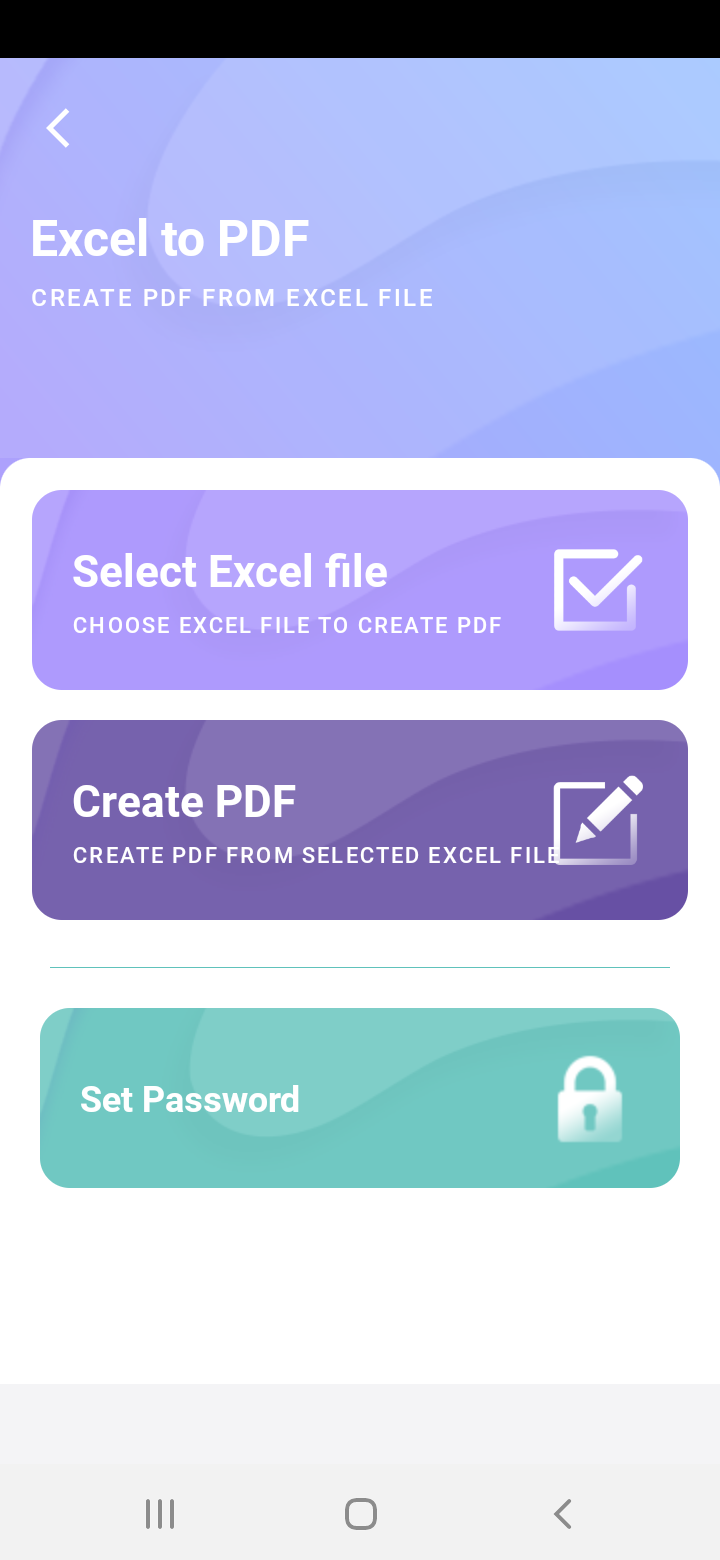 Excel to PDF
CREATE PDF FROM EXCEL FILE
Select Excel file
CHOOSE EXCEL FILE TO CREATE PDF
Create PDF
CREATE PDF FROM SELECTED EXCEL FILE
Set Password